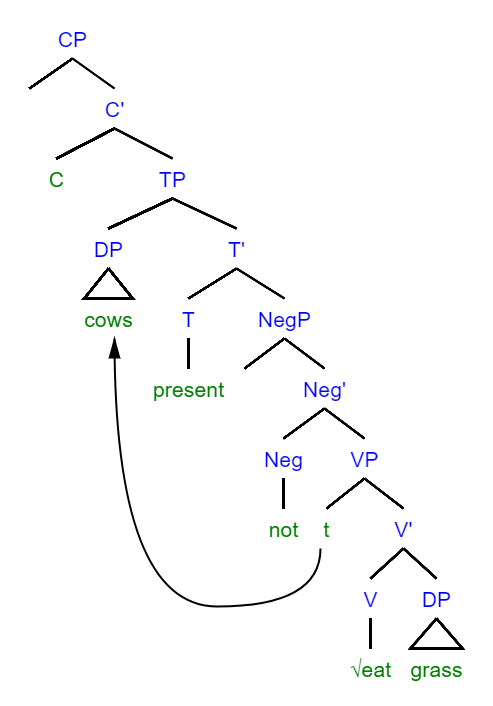 CP
C'
C TP
DP T'
cows T NegP
present Neg'
Neg VP
not t V'
V DP
√eat grass